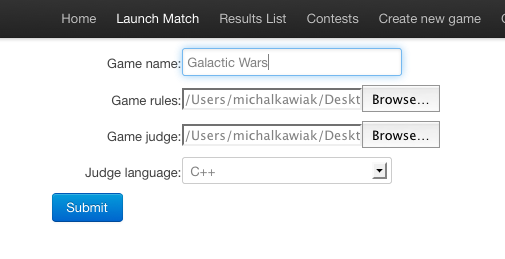 Home Launch Match Results List Contests Create new game
Game name: Galactic Wars
Game rules: /Users/michalkawiak/Deskt Browse...
Game judge: /Users/michalkawiak/Deskt Browse...
Judge language: C++
Submit